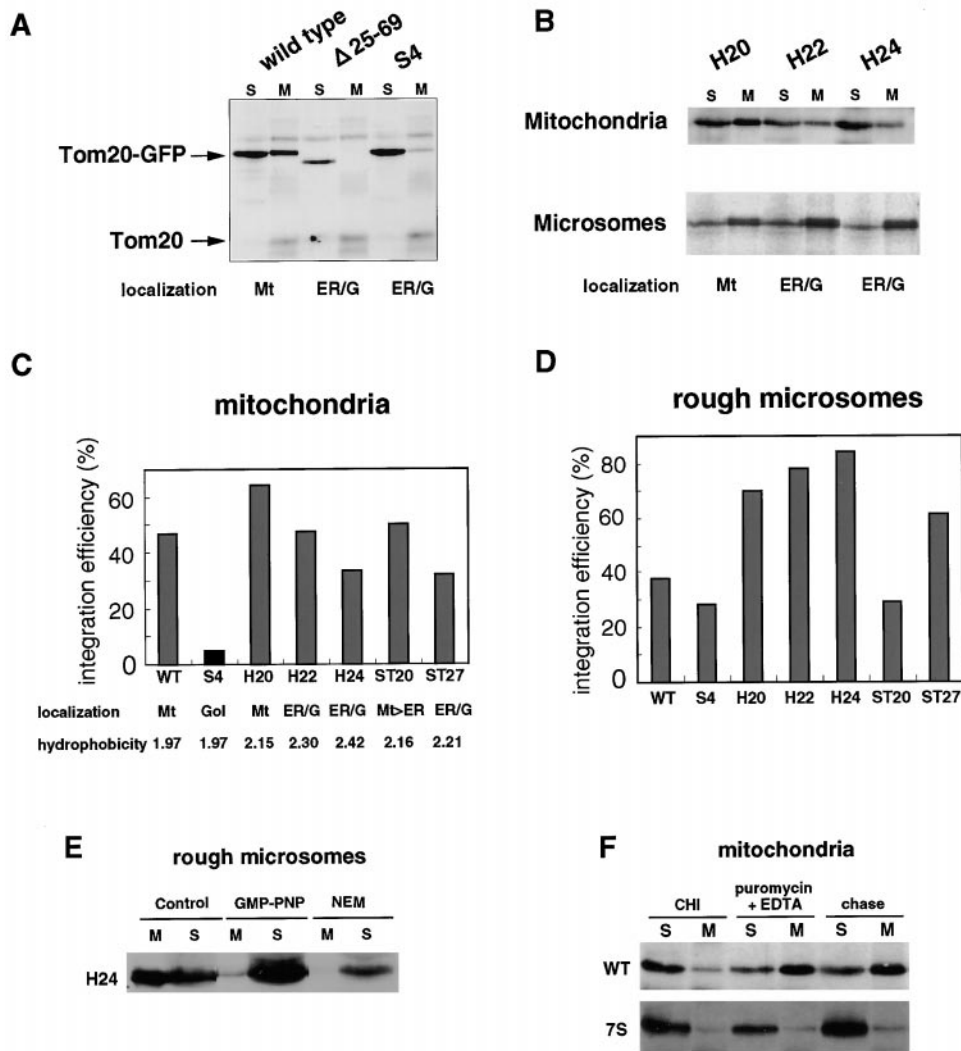 A
wild type Δ 25-69 S4
S M S M S M
Tom20-GFP
Tom20
localization Mt ER/G ER/G
B
H20 H22 H24
S M S M S M
Mitochondria
Microsomes
localization Mt ER/G ER/G
C
mitochondria
integration efficiency (%)
60
40
20
0
WT S4 H20 H22 H24 ST20 ST27
localization Mt Gol Mt ER/G ER/G Mt>ER ER/G
hydrophobicity 1.97 1.97 2.15 2.30 2.42 2.16 2.21
D
rough microsomes
integration efficiency (%)
80
60
40
20
0
WT S4 H20 H22 H24 ST20 ST27
E
rough microsomes
Control GMP-PNP NEM
M S M S M S
H24
F
mitochondria
CHI puromycin + EDTA chase
S M S M S M
WT
7S